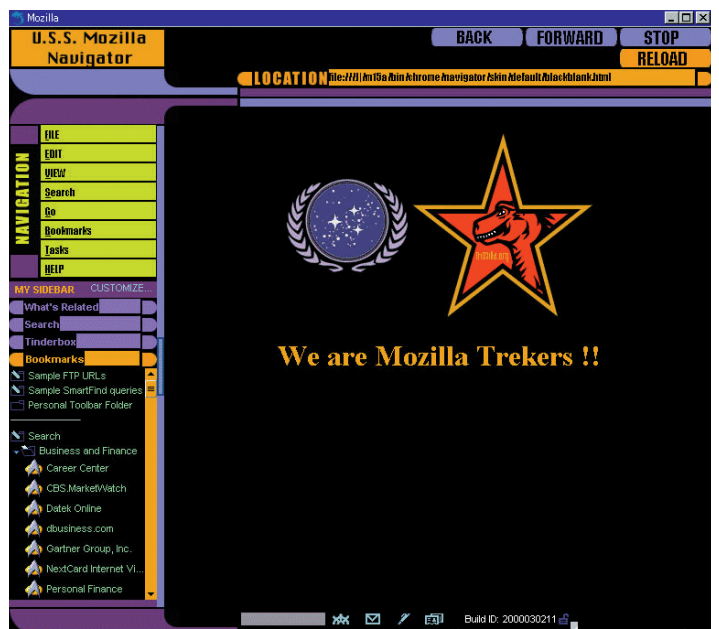 Mozilla
U.S.S. Mozilla
Navigator
BACK
FORWARD
STOP
RELOAD
LOCATION
file:///I|/m15a/bin/chrome/navigator/skin/default/blackblank.html
NAVIGATION
FILE
EDIT
VIEW
Search
Go
Bookmarks
Tasks
HELP
MY SIDEBAR
CUSTOMIZE...
What's Related
Search
Tinderbox
Bookmarks
Sample FTP URLs
Sample SmartFind queries
Personal Toolbar Folder
Search
Business and Finance
Career Center
CBS.MarketWatch
Datek Online
dbusiness.com
Gartner Group, Inc.
NextCard Internet Vi...
Personal Finance
mozilla.org
We are Mozilla Trekers !!
Build ID: 2000030211